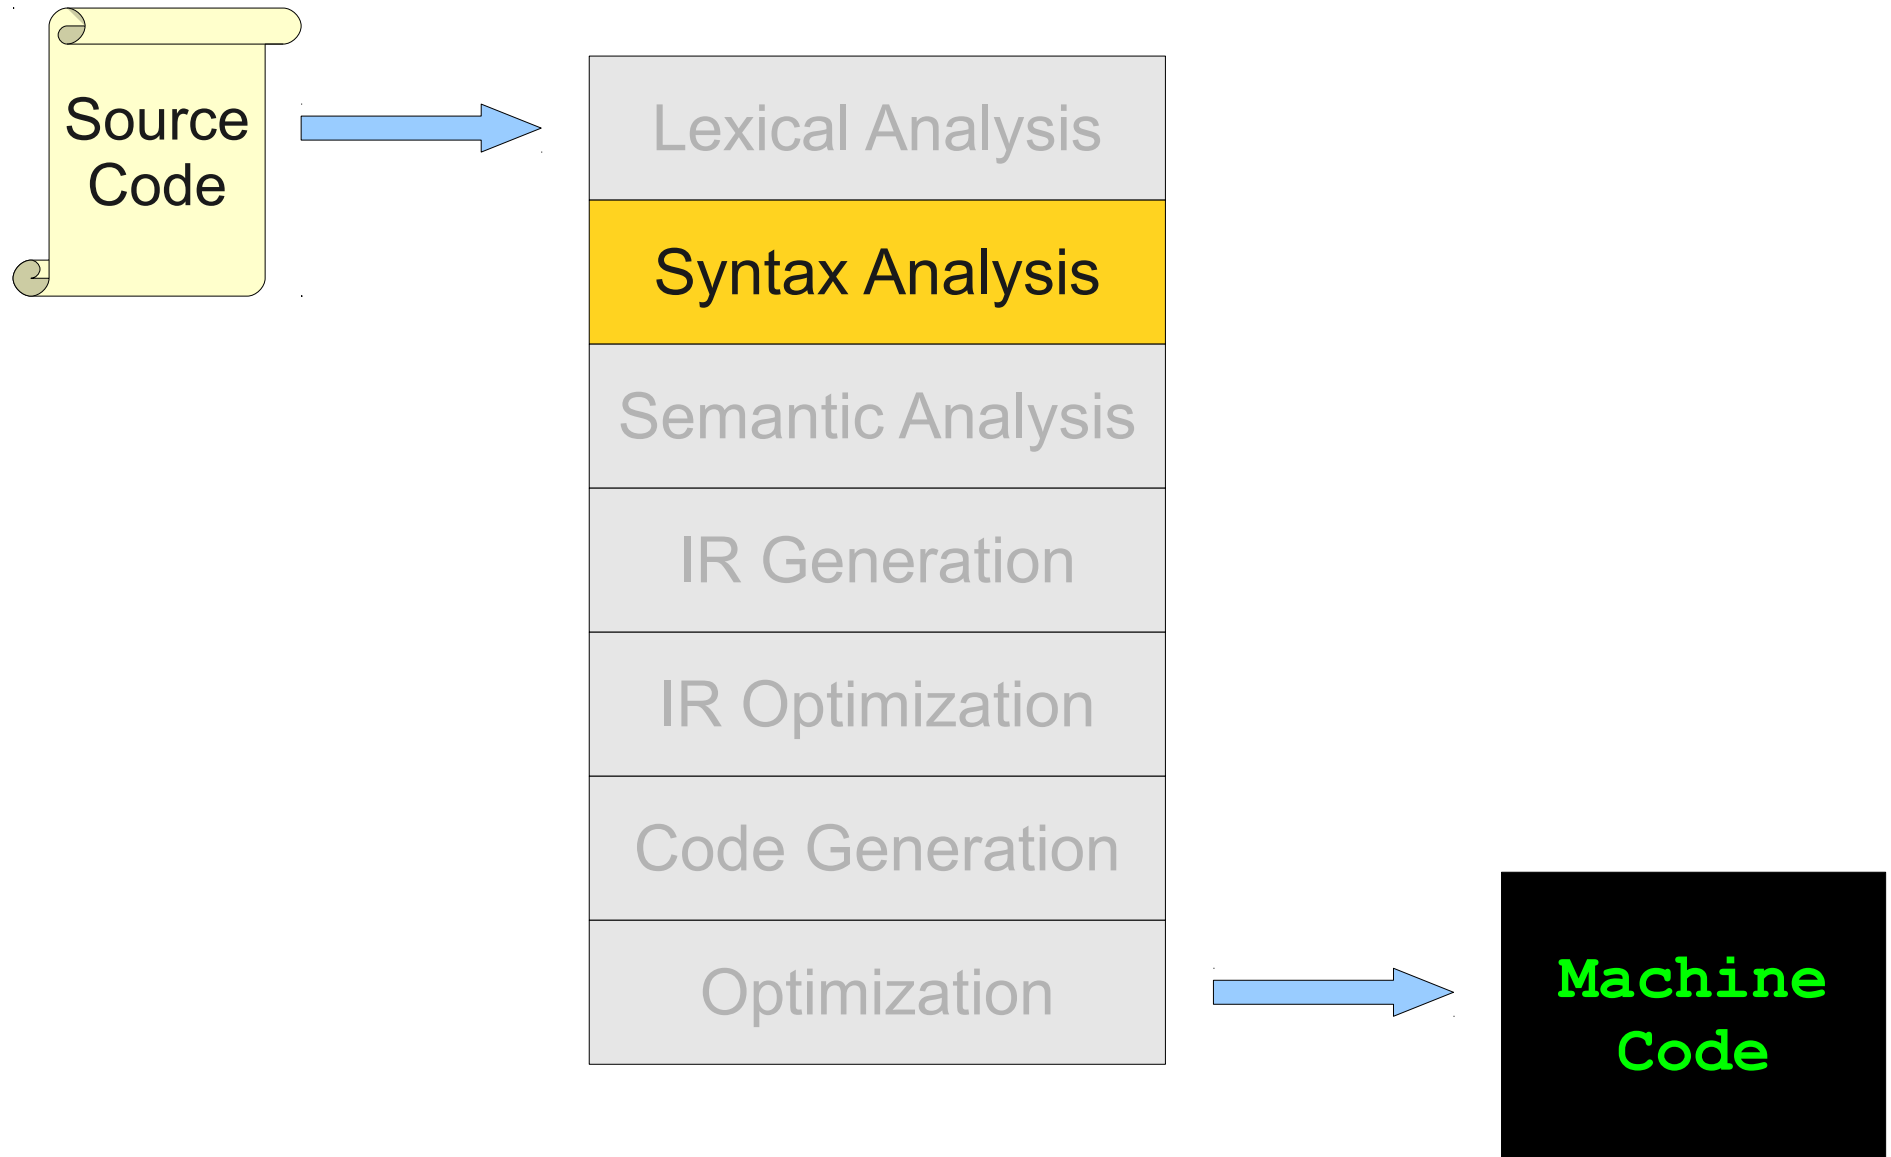 Source
Code
Lexical Analysis
Syntax Analysis
Semantic Analysis
IR Generation
IR Optimization
Code Generation
Optimization
Machine
Code